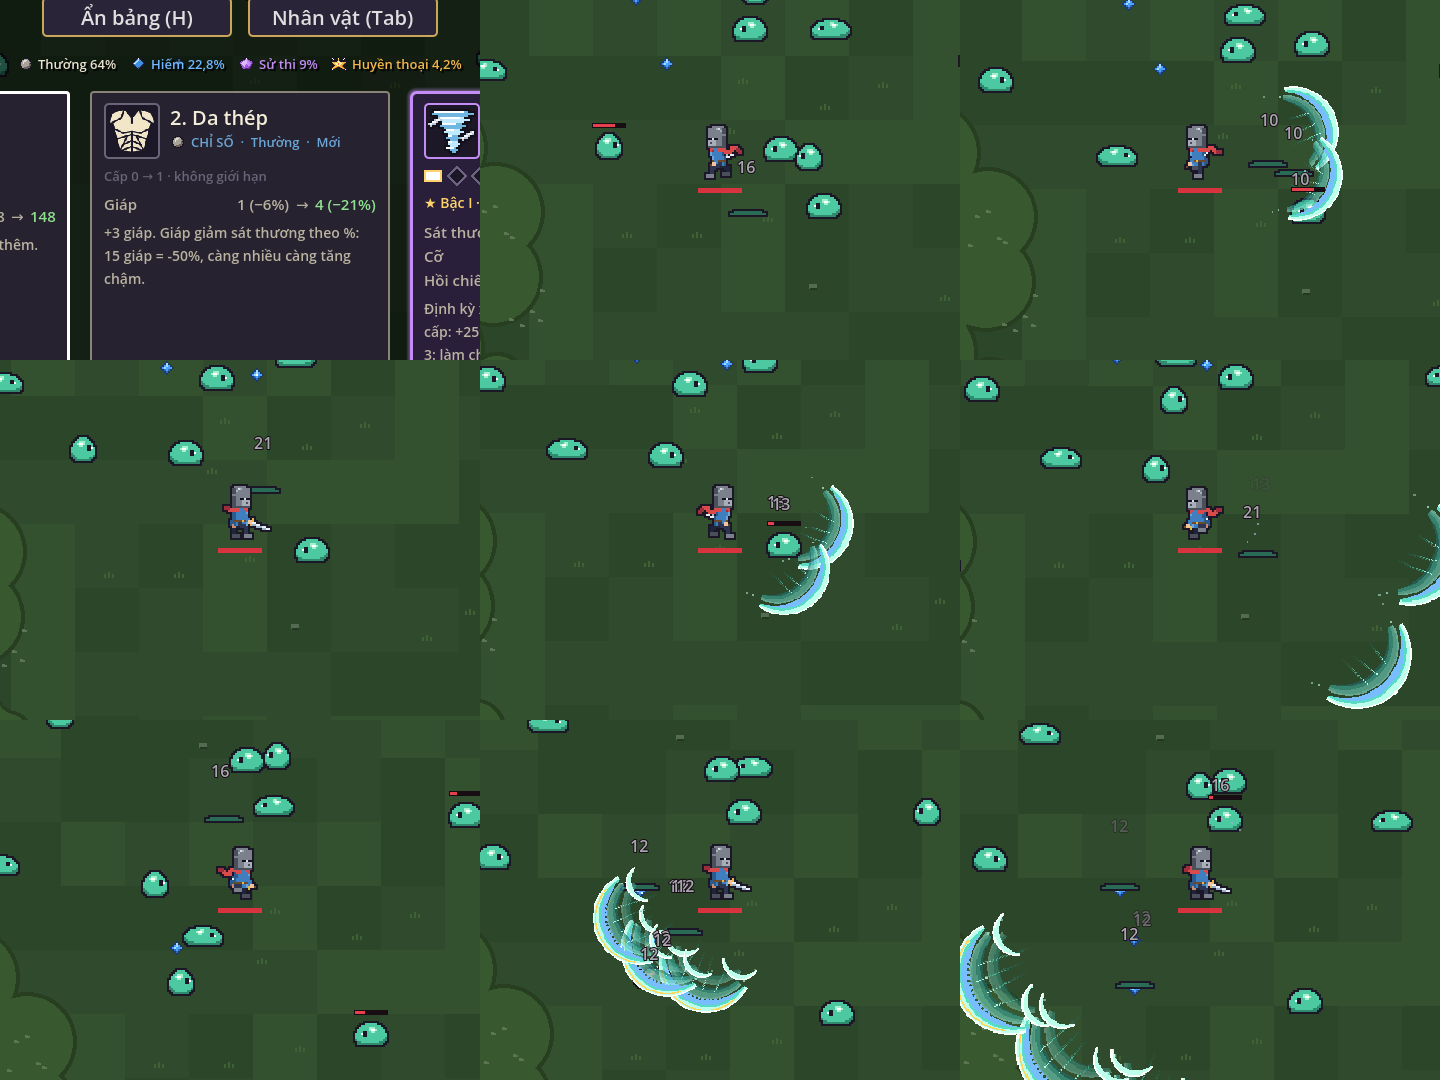 Ẩn bảng (H)
Nhân vật (Tab)
Thường 64%
Hiếm 22,8%
Sử thi 9%
Huyền thoại 4,2%
2. Da thép
CHỈ SỐ · Thường · Mới
Cấp 0 → 1 · không giới hạn
→ 148
thêm.
Giáp 1 (−6%) → 4 (−21%)
+3 giáp. Giáp giảm sát thương theo %:
15 giáp = -50%, càng nhiều càng tăng
chậm.
★ Bậc I ·
Sát thươ
Cỡ
Hồi chiê
Định kỳ
cấp: +25
3: làm ch
16
10
10
10
21
13
21
13
16
12
12
12
12
16
12
12
12